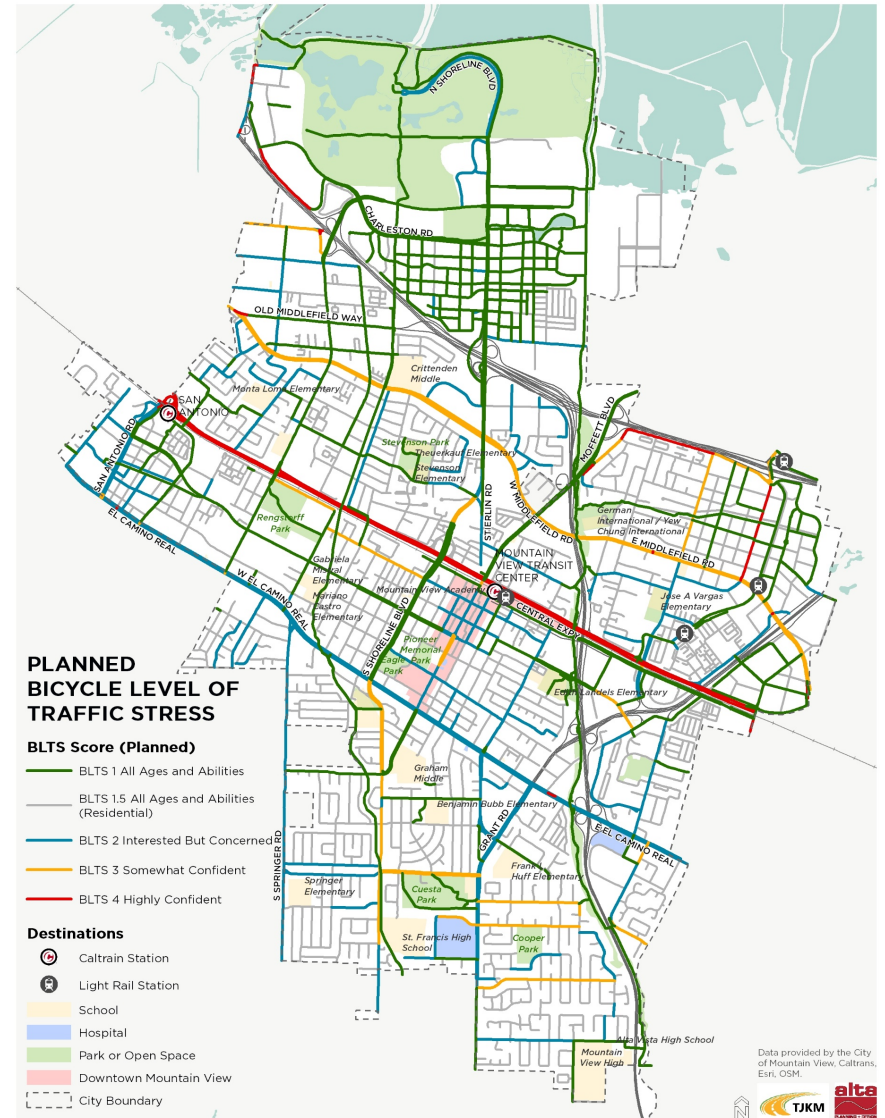 N SHORELINE BLVD
CHARLESTON RD
OLD MIDDLEFIELD WAY
Crittenden
Middle
Monta Loma Elementary
SAN
ANTONIO
MOFFETT BLVD
Stevenson Park
Theuerkauf Elementary
Stevenson
Elementary
SAN ANTONIO RD
STIERLIN RD
W MIDDLEFIELD RD
EL CAMINO REAL
Rengstorff
Park
German
International / Yew
Chung International
E MIDDLEFIELD RD
MOUNTAIN
VIEW TRANSIT
CENTER
Gabriela
Mistral
Elementary
W EL CAMINO REAL
Mountain View Academy
Mariano
Castro
Elementary
Jose A Vargas
Elementary
CENTRAL EXPY
S SHORELINE BLVD
Pioneer
Memorial
Park
Eagle
Park
Edith Landels Elementary
PLANNED
BICYCLE LEVEL OF
TRAFFIC STRESS
BLTS Score (Planned)
BLTS 1 All Ages and Abilities
BLTS 1.5 All Ages and Abilities
(Residential)
BLTS 2 Interested But Concerned
BLTS 3 Somewhat Confident
BLTS 4 Highly Confident
Graham
Middle
Benjamin Bubb Elementary
GRANT RD
E EL CAMINO REAL
S SPRINGER RD
Frank L
Huff Elementary
Springer
Elementary
Cuesta
Park
St. Francis High
School
Cooper
Park
Destinations
Caltrain Station
Light Rail Station
School
Hospital
Park or Open Space
Downtown Mountain View
City Boundary
Alta Vista High School
Mountain
View High
Data provided by the City
of Mountain View, Caltrans,
Esri, OSM.
N
TJKM
alta